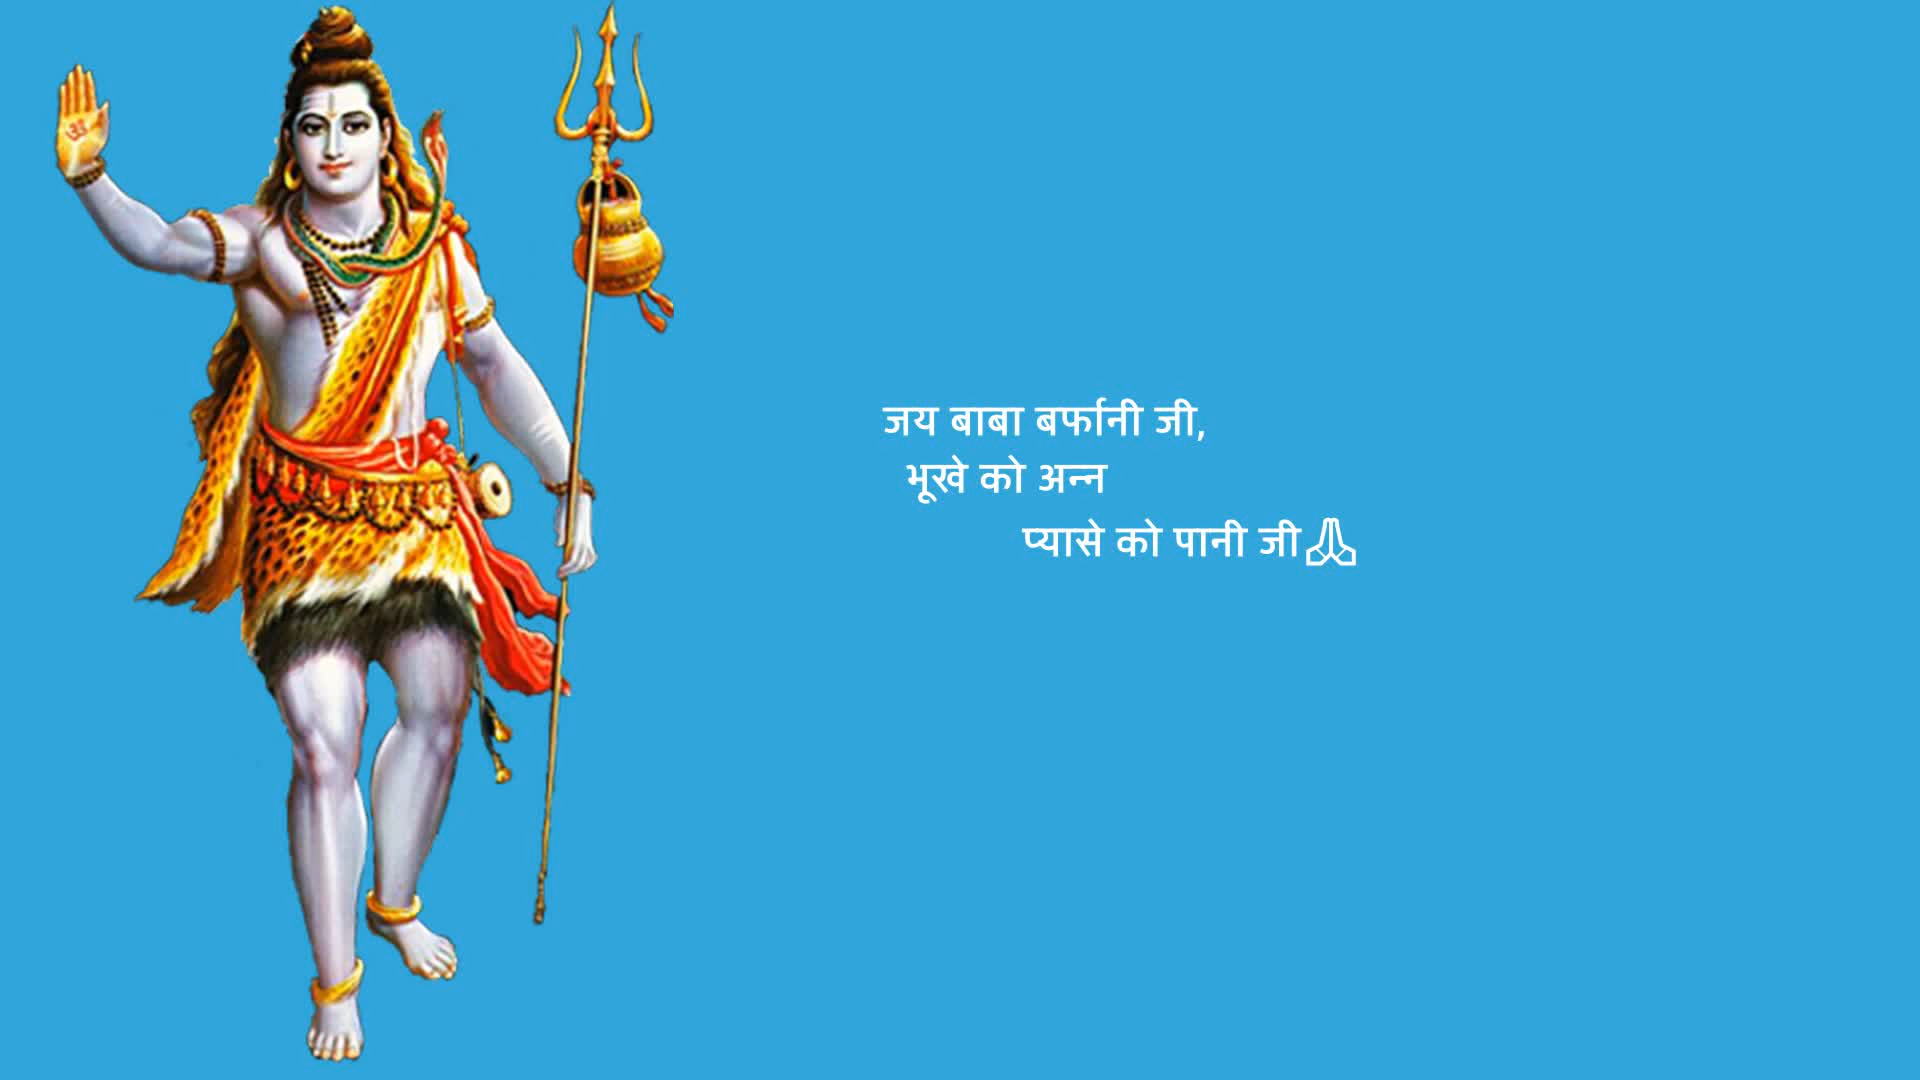 ॐ
जय बाबा बर्फानी जी,
भूखे को अन्न
प्यासे को पानी जी🙏